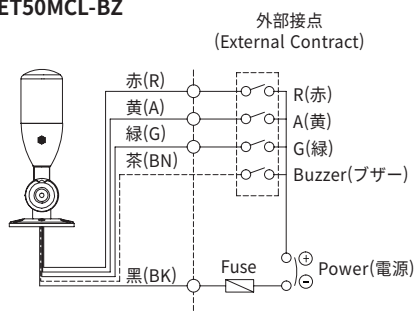 ET50MCL-BZ
外部接点
(External Contract)
赤(R)
R(赤)
黄(A)
A(黄)
緑(G)
G(緑)
茶(BN)
Buzzer(ブザー)
黒(BK)
Fuse
Power(電源)